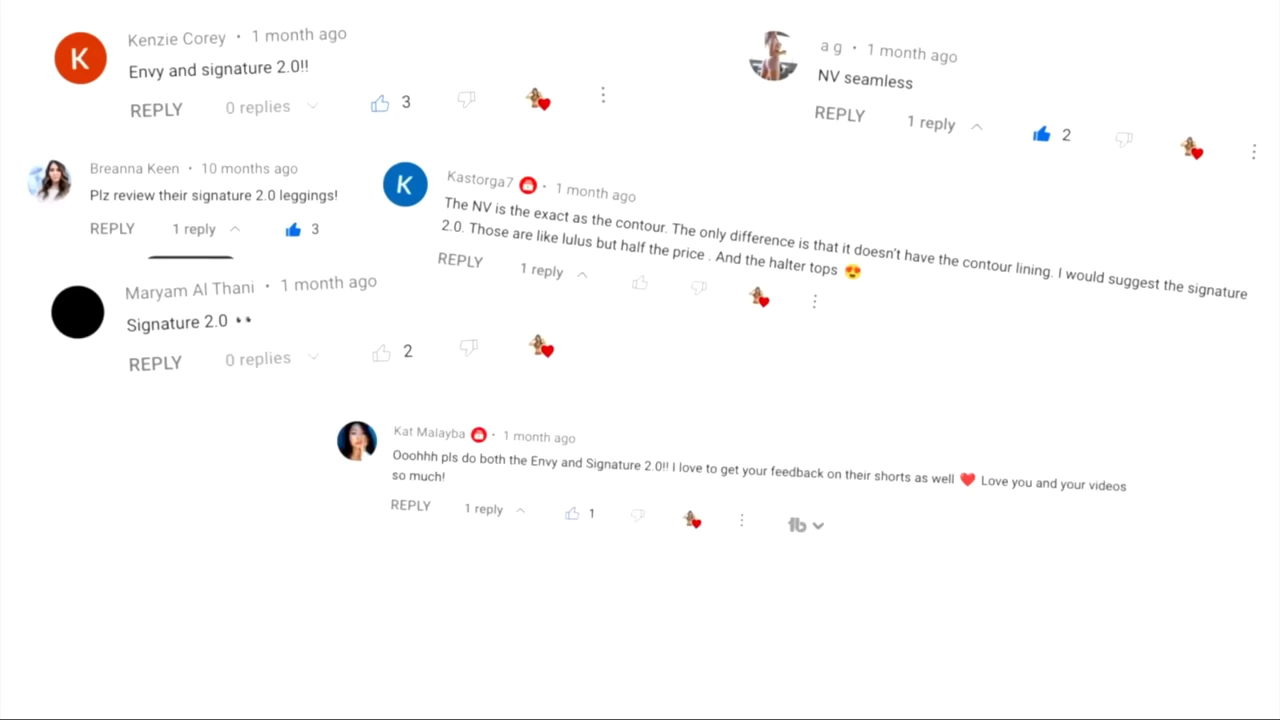 Kenzie Corey • 1 month ago
Envy and signature 2.0!!
REPLY 0 replies 3
K
a g • 1 month ago
NV seamless
REPLY 1 reply 2
Breanna Keen • 10 months ago
Plz review their signature 2.0 leggings!
REPLY 1 reply 3
K
Kastorga7 • 1 month ago
The NV is the exact as the contour. The only difference is that it doesn't have the contour lining. I would suggest the signature
2.0. Those are like lulus but half the price . And the halter tops 😍
REPLY 1 reply
Maryam Al Thani • 1 month ago
Signature 2.0 👀
REPLY 0 replies 2
Kat Malayba • 1 month ago
Ooohhh pls do both the Envy and Signature 2.0!! I love to get your feedback on their shorts as well ❤️ Love you and your videos
so much!
REPLY 1 reply 1
tb